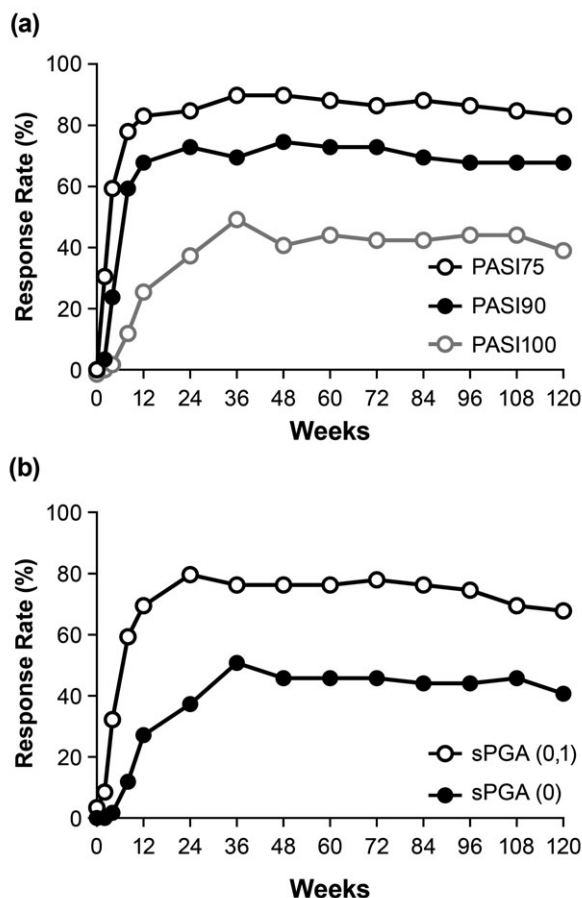 (a)
100
80
60
40
20
0
Response Rate (%)
PASI75
PASI90
PASI100
0 12 24 36 48 60 72 84 96 108 120
Weeks
(b)
100
80
60
40
20
0
Response Rate (%)
sPGA (0,1)
sPGA (0)
0 12 24 36 48 60 72 84 96 108 120
Weeks